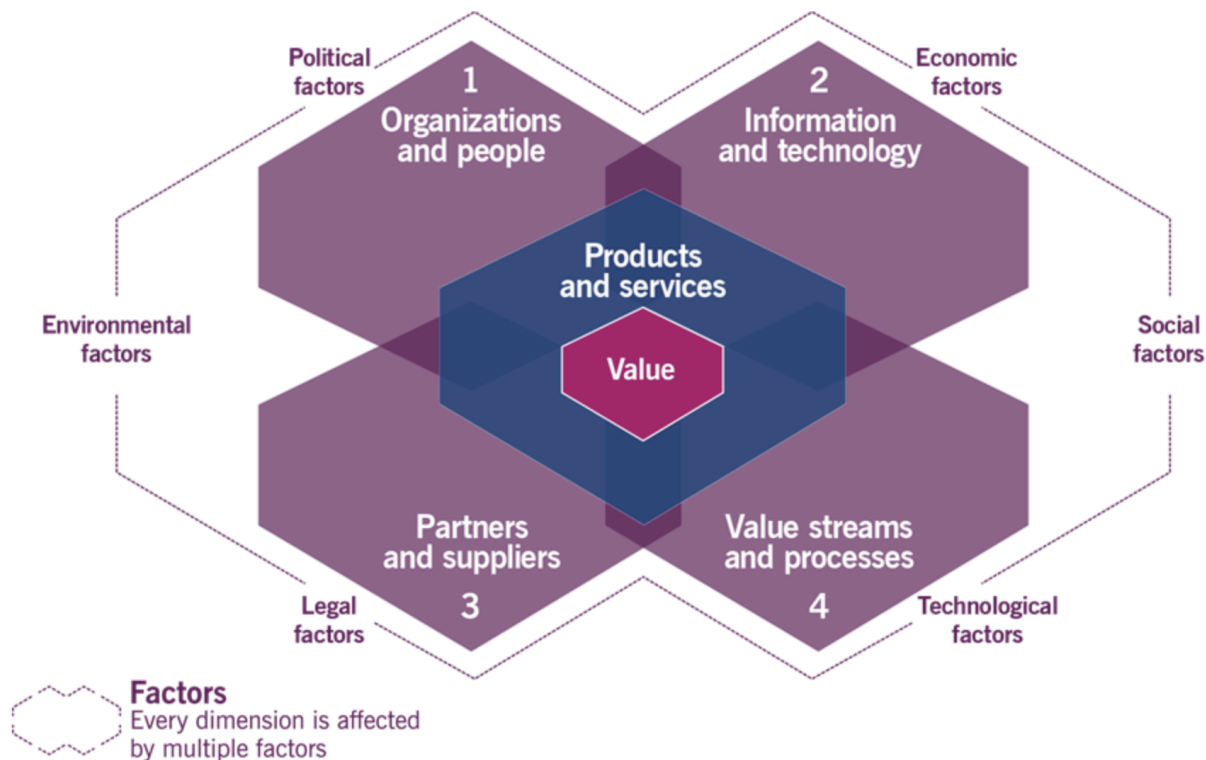 Political
factors
Economic
factors
1
Organizations
and people
2
Information
and technology
Products
and services
Environmental
factors
Value
Social
factors
Partners
and suppliers
3
Value streams
and processes
4
Legal
factors
Technological
factors
Factors
Every dimension is affected
by multiple factors